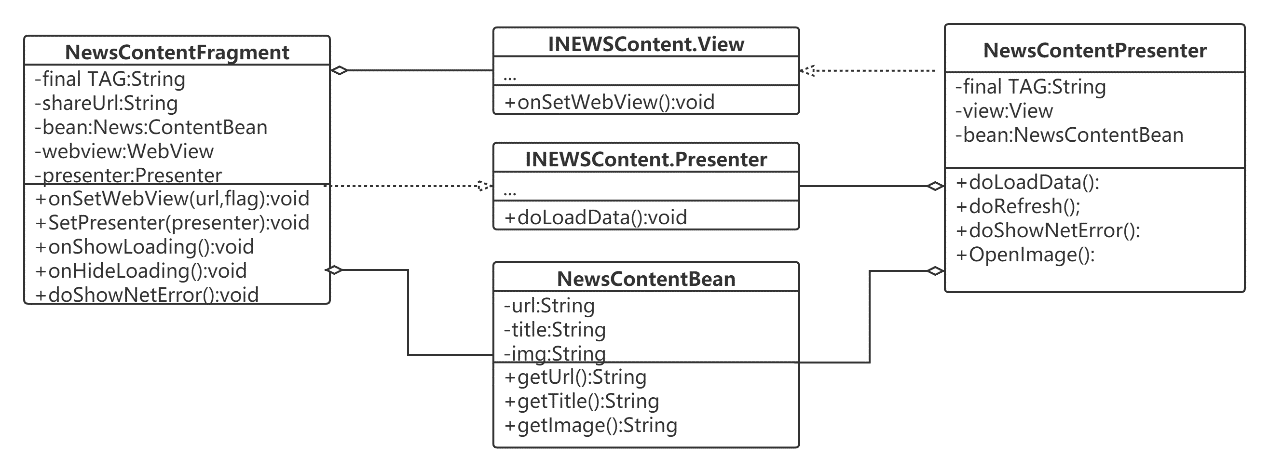 NewsContentFragment
-final TAG:String
-shareUrl:String
-bean:News:ContentBean
-webview:WebView
-presenter:Presenter
+onSetWebView(url,flag):void
+SetPresenter(presenter):void
+onShowLoading():void
+onHideLoading():void
+doShowNetError():void
INEWSContent.View
...
+onSetWebView():void
INEWSContent.Presenter
...
+doLoadData():void
NewsContentBean
-url:String
-title:String
-img:String
+getUrl():String
+getTitle():String
+getImage():String
NewsContentPresenter
-final TAG:String
-view:View
-bean:NewsContentBean
+doLoadData():
+doRefresh();
+doShowNetError():
+OpenImage():